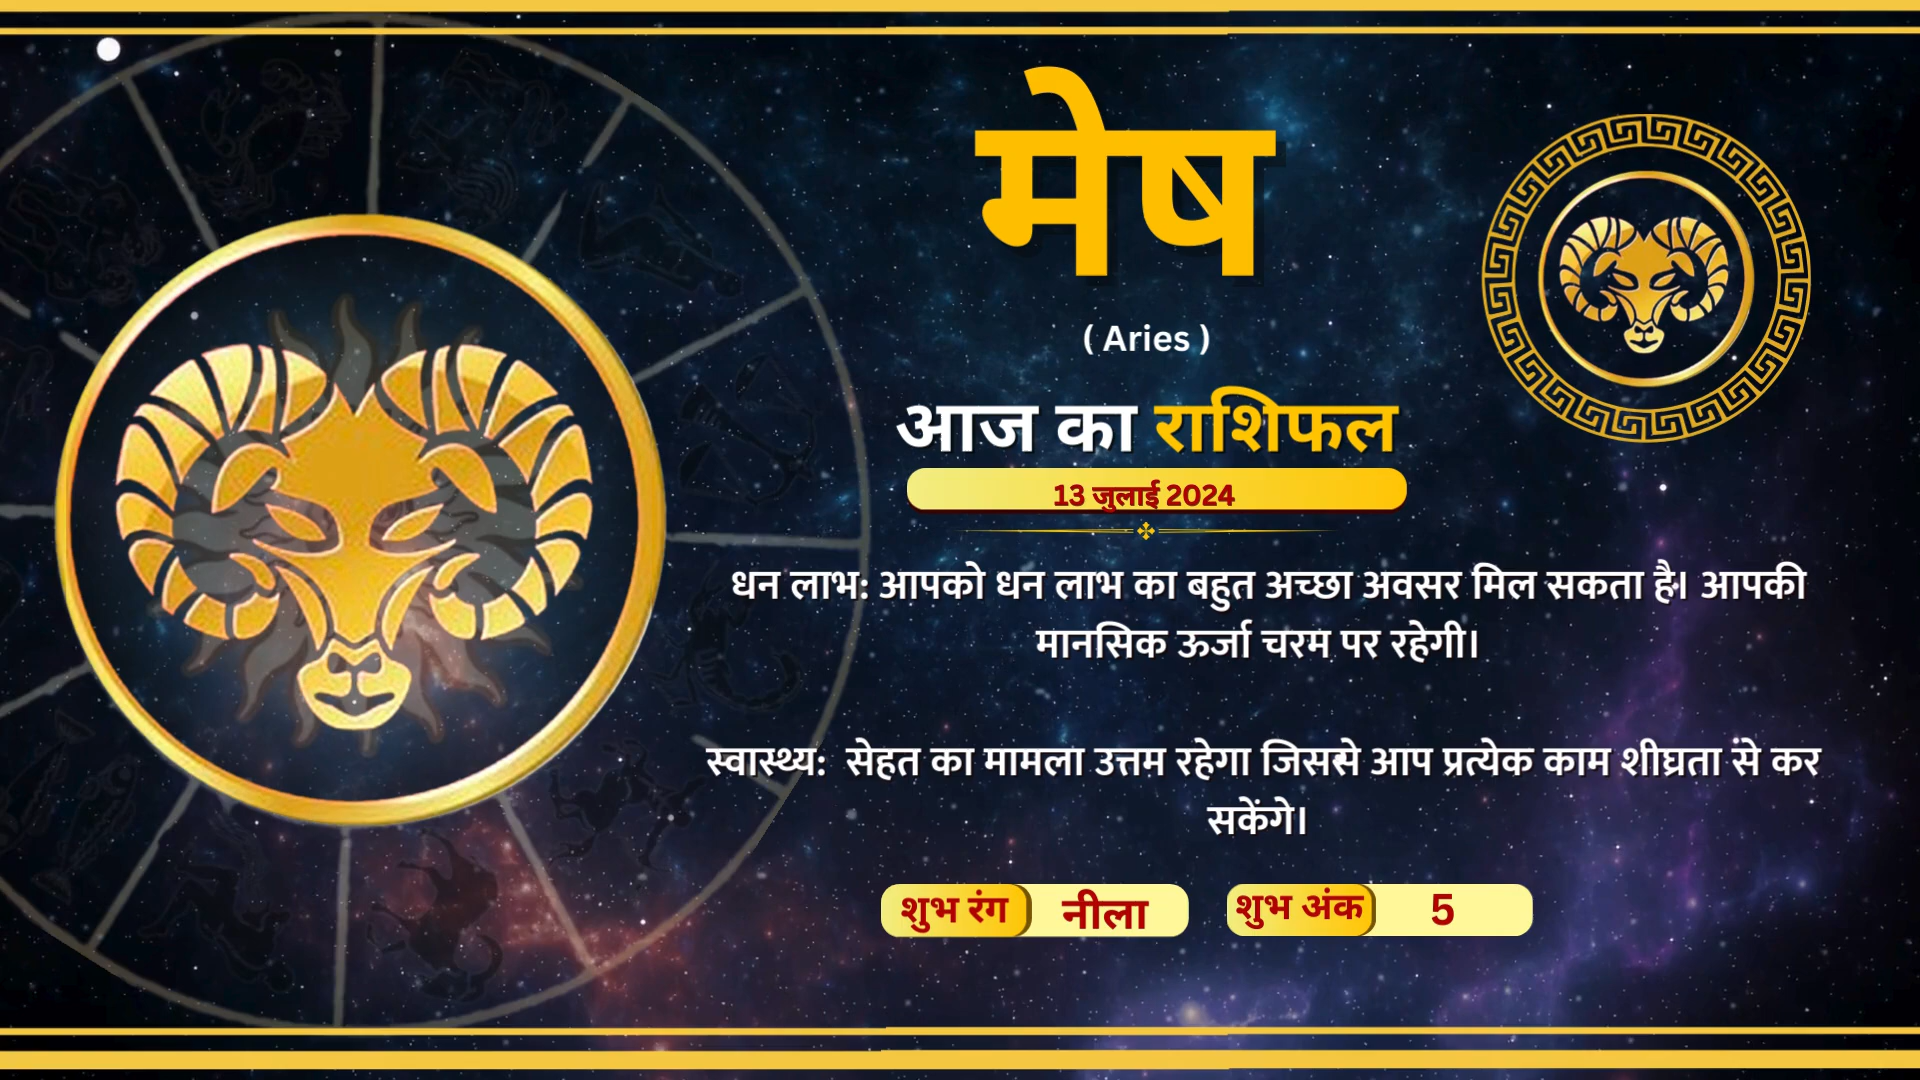 मेष
( Aries )
आज का राशिफल
13 जुलाई 2024
धन लाभ: आपको धन लाभ का बहुत अच्छा अवसर मिल सकता है। आपकी
मानसिक ऊर्जा चरम पर रहेगी।
स्वास्थ्य: सेहत का मामला उत्तम रहेगा जिससे आप प्रत्येक काम शीघ्रता से कर
सकेंगे।
शुभ रंग नीला शुभ अंक 5